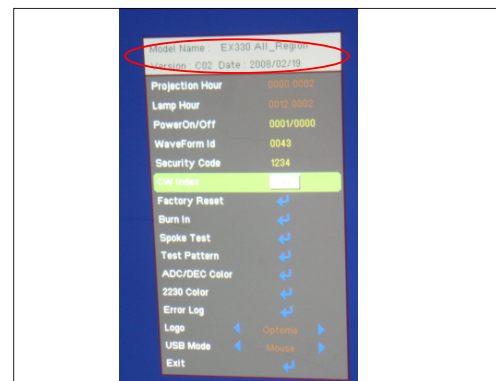 Model Name : EX330 All_Region
Version : C02 Date : 2008/02/19
Projection Hour 0000.0002
Lamp Hour 0012.0002
PowerOn/Off 0001/0000
WaveForm Id 0043
Security Code 1234
CW Index
Factory Reset
Burn In
Spoke Test
Test Pattern
ADC/DEC Color
2230 Color
Error Log
Logo Optoma
USB Mode Mouse
Exit